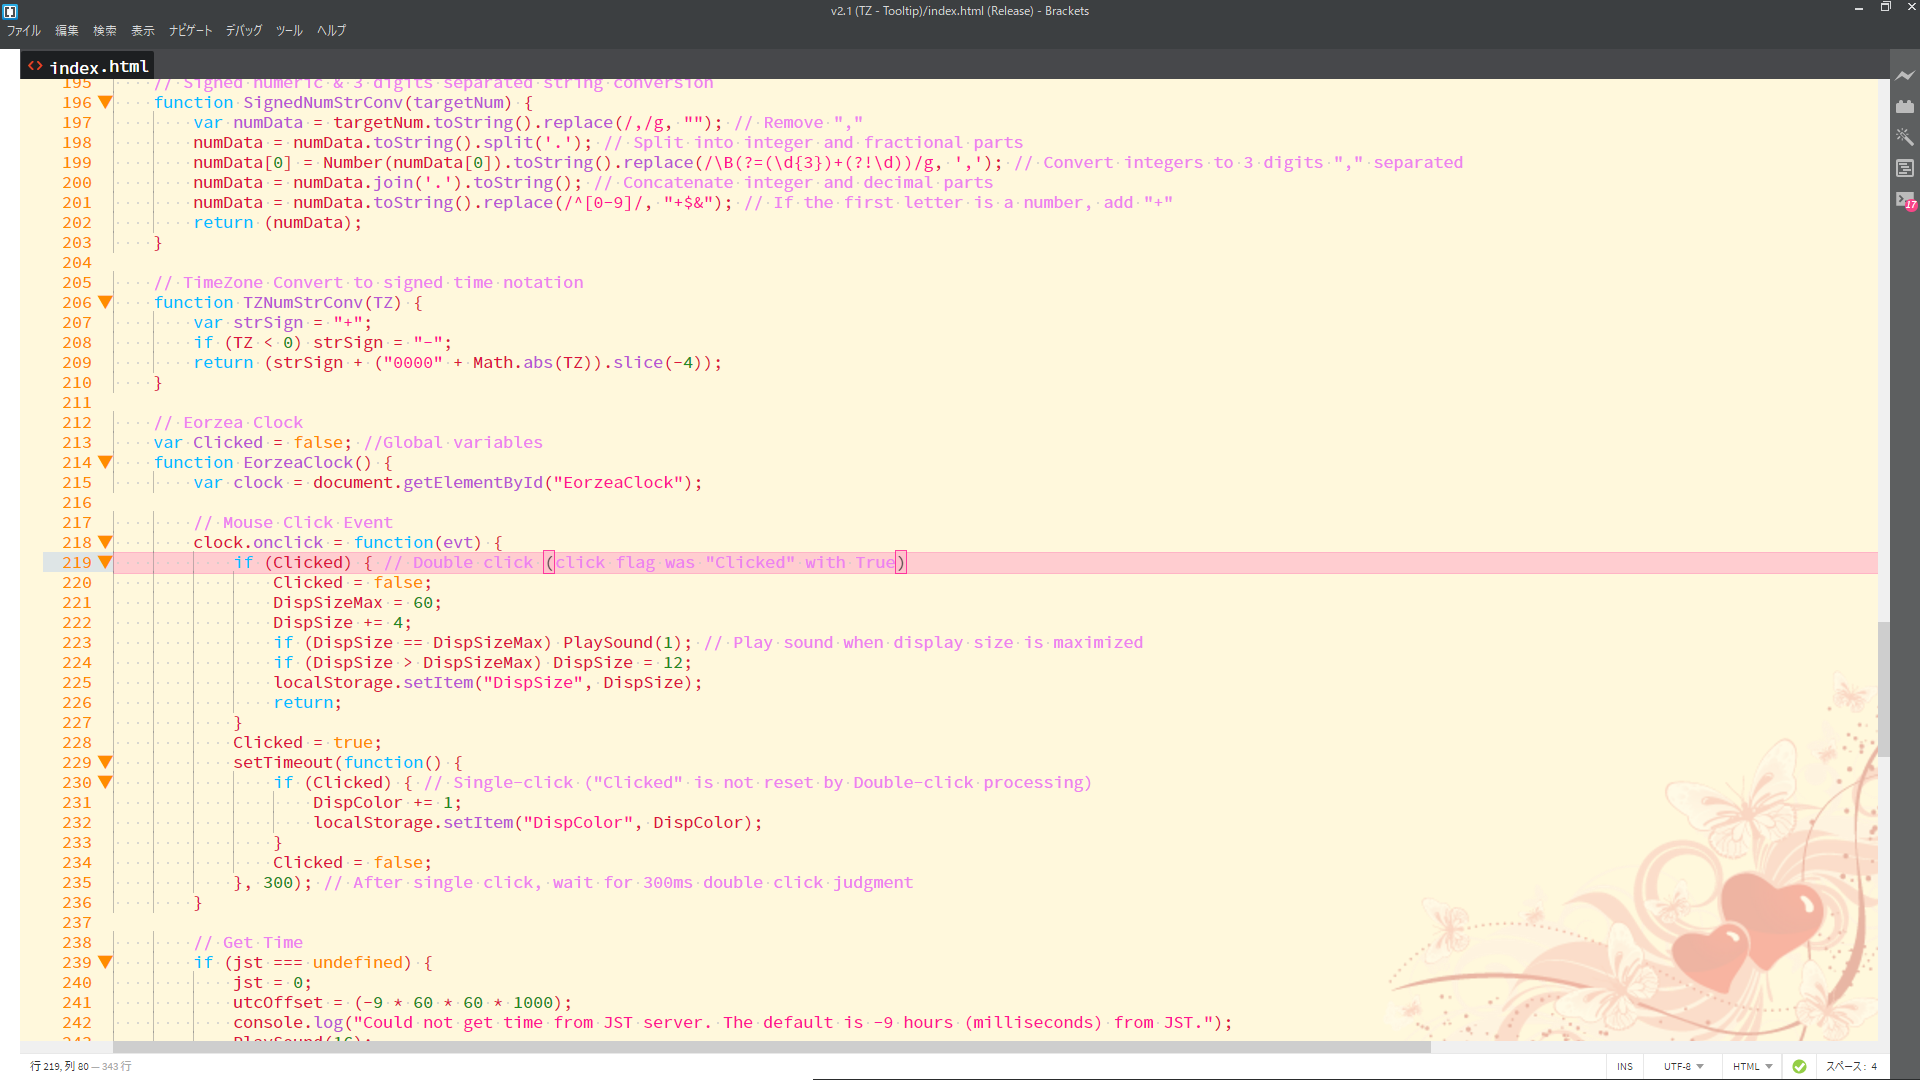 v2.1 (TZ - Tooltip)/index.html (Release) - Brackets
ファイル 編集 検索 表示 ナビゲート デバッグ ツール ヘルプ
<> index.html
195 // Signed numeric & 3 digits separated string conversion
196 function SignedNumStrConv(targetNum) {
197 var numData = targetNum.toString().replace(/,/g, ""); // Remove ","
198 numData = numData.toString().split('.'); // Split into integer and fractional parts
199 numData[0] = Number(numData[0]).toString().replace(/\B(?=(\d{3})+(?!\d))/g, ','); // Convert integers to 3 digits "," separated
200 numData = numData.join('.').toString(); // Concatenate integer and decimal parts
201 numData = numData.toString().replace(/^[0-9]/, "+$&"); // If the first letter is a number, add "+"
202 return (numData);
203 }
204
205 // TimeZone Convert to signed time notation
206 function TZNumStrConv(TZ) {
207 var strSign = "+";
208 if (TZ < 0) strSign = "-";
209 return (strSign + ("0000" + Math.abs(TZ)).slice(-4));
210 }
211
212 // Eorzea Clock
213 var Clicked = false; //Global variables
214 function EorzeaClock() {
215 var clock = document.getElementById("EorzeaClock");
216
217 // Mouse Click Event
218 clock.onclick = function(evt) {
219 if (Clicked) { // Double click (click flag was "Clicked" with True)
220 Clicked = false;
221 DispSizeMax = 60;
222 DispSize += 4;
223 if (DispSize == DispSizeMax) PlaySound(1); // Play sound when display size is maximized
224 if (DispSize > DispSizeMax) DispSize = 12;
225 localStorage.setItem("DispSize", DispSize);
226 return;
227 }
228 Clicked = true;
229 setTimeout(function() {
230 if (Clicked) { // Single-click ("Clicked" is not reset by Double-click processing)
231 DispColor += 1;
232 localStorage.setItem("DispColor", DispColor);
233 }
234 Clicked = false;
235 }, 300); // After single click, wait for 300ms double click judgment
236 }
237
238 // Get Time
239 if (jst === undefined) {
240 jst = 0;
241 utcOffset = (-9 * 60 * 60 * 1000);
242 console.log("Could not get time from JST server. The default is -9 hours (milliseconds) from JST.");
243 PlaySound(16);
17
行 219, 列 80 — 343 行
INS UTF-8 HTML スペース: 4